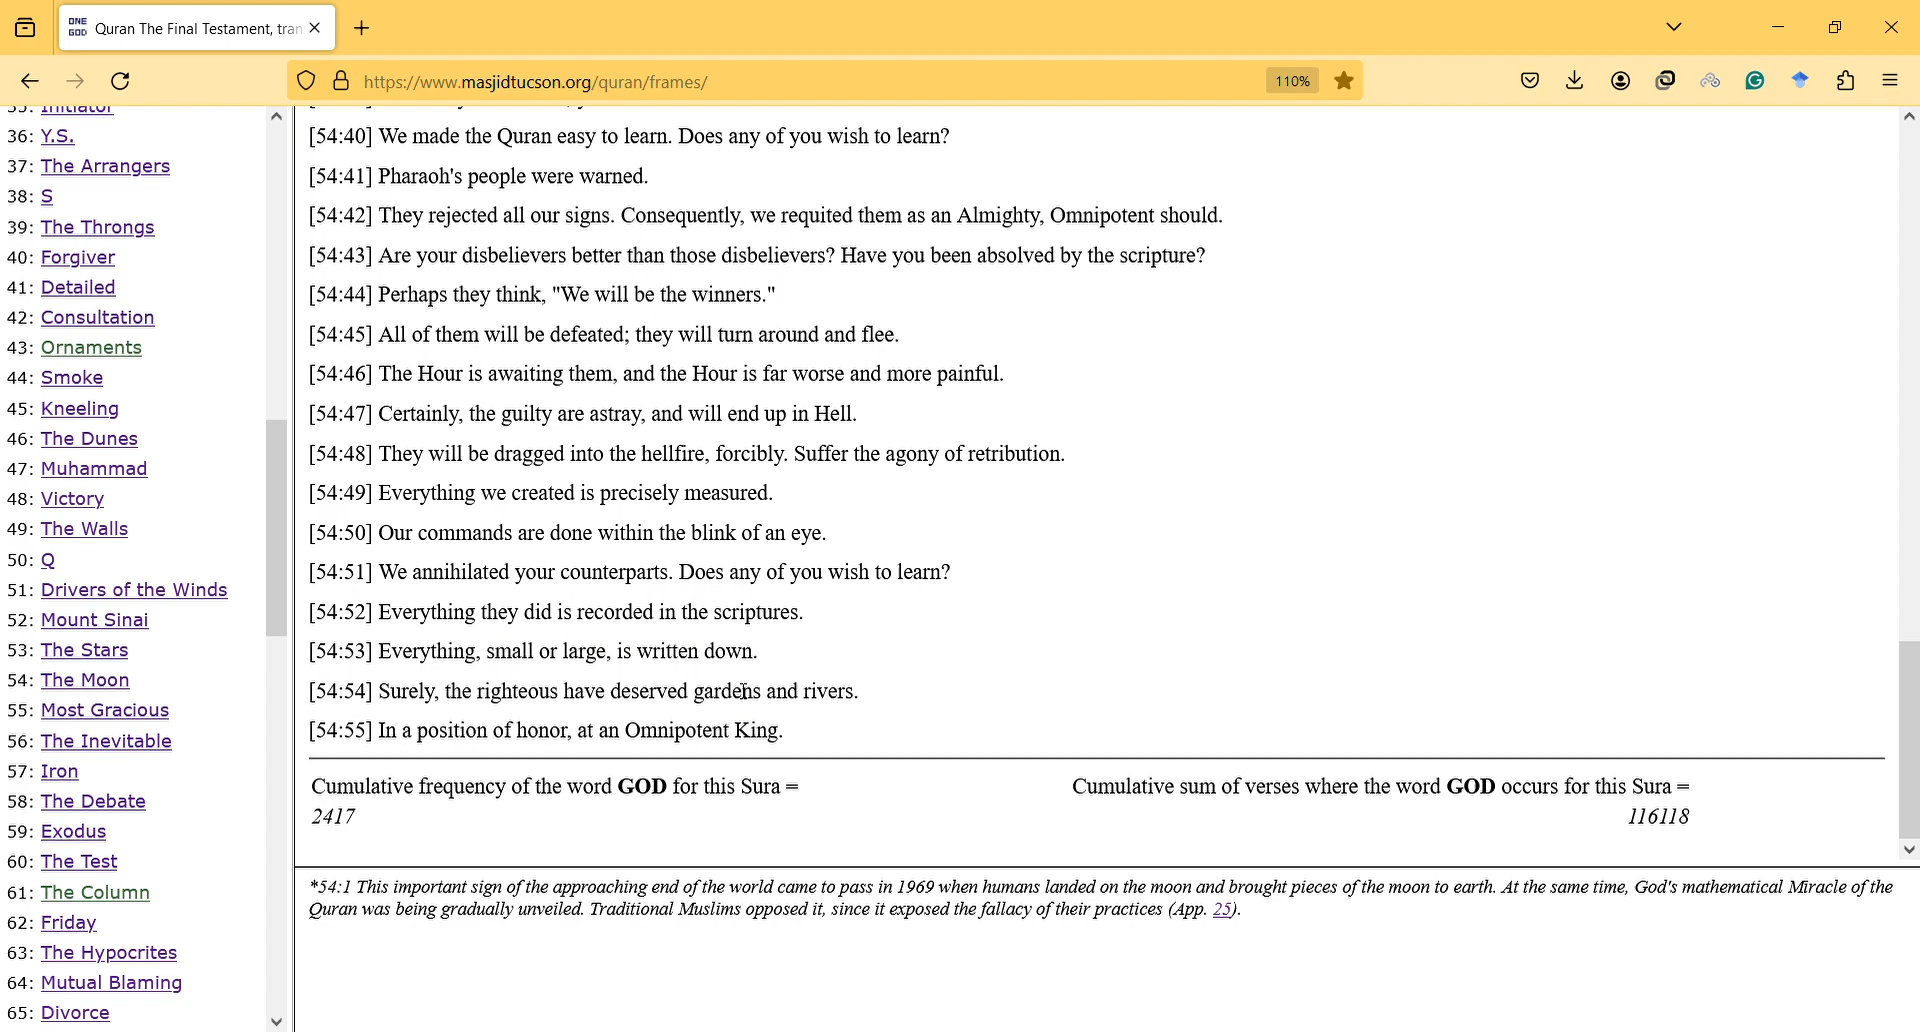 ONE
GOD
Quran The Final Testament, tran
https://www.masjidtucson.org/quran/frames/
110%
35: Initiator
36: Y.S.
37: The Arrangers
38: S
39: The Throngs
40: Forgiver
41: Detailed
42: Consultation
43: Ornaments
44: Smoke
45: Kneeling
46: The Dunes
47: Muhammad
48: Victory
49: The Walls
50: Q
51: Drivers of the Winds
52: Mount Sinai
53: The Stars
54: The Moon
55: Most Gracious
56: The Inevitable
57: Iron
58: The Debate
59: Exodus
60: The Test
61: The Column
62: Friday
63: The Hypocrites
64: Mutual Blaming
65: Divorce
[54:40] We made the Quran easy to learn. Does any of you wish to learn?
[54:41] Pharaoh's people were warned.
[54:42] They rejected all our signs. Consequently, we requited them as an Almighty, Omnipotent should.
[54:43] Are your disbelievers better than those disbelievers? Have you been absolved by the scripture?
[54:44] Perhaps they think, "We will be the winners."
[54:45] All of them will be defeated; they will turn around and flee.
[54:46] The Hour is awaiting them, and the Hour is far worse and more painful.
[54:47] Certainly, the guilty are astray, and will end up in Hell.
[54:48] They will be dragged into the hellfire, forcibly. Suffer the agony of retribution.
[54:49] Everything we created is precisely measured.
[54:50] Our commands are done within the blink of an eye.
[54:51] We annihilated your counterparts. Does any of you wish to learn?
[54:52] Everything they did is recorded in the scriptures.
[54:53] Everything, small or large, is written down.
[54:54] Surely, the righteous have deserved gardens and rivers.
[54:55] In a position of honor, at an Omnipotent King.
Cumulative frequency of the word GOD for this Sura =
2417
Cumulative sum of verses where the word GOD occurs for this Sura =
116118
*54:1 This important sign of the approaching end of the world came to pass in 1969 when humans landed on the moon and brought pieces of the moon to earth. At the same time, God's mathematical Miracle of the
Quran was being gradually unveiled. Traditional Muslims opposed it, since it exposed the fallacy of their practices (App. 25).